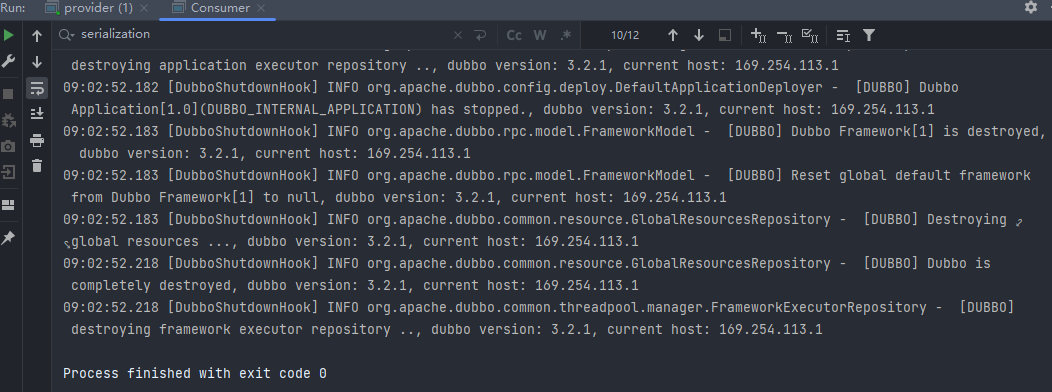 Run: provider (1) Consumer
serialization Cc W .* 10/12
destroying application executor repository .., dubbo version: 3.2.1, current host: 169.254.113.1
09:02:52.182 [DubboShutdownHook] INFO org.apache.dubbo.config.deploy.DefaultApplicationDeployer -  [DUBBO] Dubbo
Application[1.0](DUBBO_INTERNAL_APPLICATION) has stopped., dubbo version: 3.2.1, current host: 169.254.113.1
09:02:52.183 [DubboShutdownHook] INFO org.apache.dubbo.rpc.model.FrameworkModel -  [DUBBO] Dubbo Framework[1] is destroyed,
dubbo version: 3.2.1, current host: 169.254.113.1
09:02:52.183 [DubboShutdownHook] INFO org.apache.dubbo.rpc.model.FrameworkModel -  [DUBBO] Reset global default framework
from Dubbo Framework[1] to null, dubbo version: 3.2.1, current host: 169.254.113.1
09:02:52.183 [DubboShutdownHook] INFO org.apache.dubbo.common.resource.GlobalResourcesRepository -  [DUBBO] Destroying
global resources ..., dubbo version: 3.2.1, current host: 169.254.113.1
09:02:52.218 [DubboShutdownHook] INFO org.apache.dubbo.common.resource.GlobalResourcesRepository -  [DUBBO] Dubbo is
completely destroyed, dubbo version: 3.2.1, current host: 169.254.113.1
09:02:52.218 [DubboShutdownHook] INFO org.apache.dubbo.common.threadpool.manager.FrameworkExecutorRepository -  [DUBBO]
destroying framework executor repository .., dubbo version: 3.2.1, current host: 169.254.113.1
Process finished with exit code 0